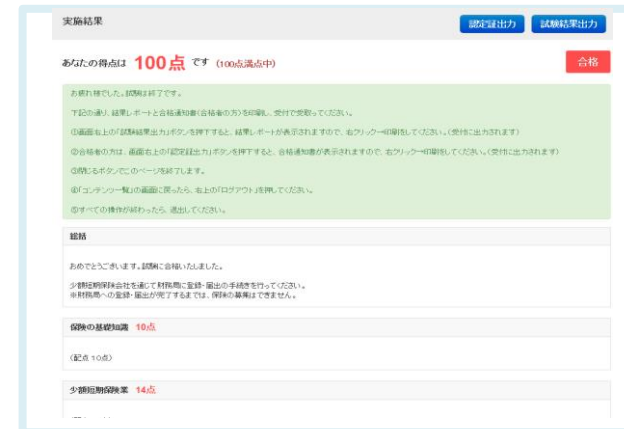 実施結果
認定証出力 試験結果出力
あなたの得点は 100点 です (100点満点中)
合格
お疲れ様でした。試験は終了です。
下記の通り、結果レポートと合格通知書(合格者の方)を印刷し、受付で受取ってください。
①画面右上の「試験結果出力」ボタンを押下すると、結果レポートが表示されますので、右クリック→印刷をしてください。(受付に出力されます)
②合格者の方は、画面右上の「認定証出力」ボタンを押下すると、合格通知書が表示されますので、右クリック→印刷をしてください。(受付に出力されます)
③閉じるボタンでこのページを終了します。
④「コンテンツ一覧」の画面に戻ったら、右上の「ログアウト」を押してください。
⑤すべての操作が終わったら、退出してください。
総括
おめでとうございます。試験に合格いたしました。
少額短期保険会社を通じて財務局に登録・届出の手続きを行ってください。
※財務局への登録・届出が完了するまでは、保険の募集はできません。
保険の基礎知識 10点
(配点 10点)
少額短期保険業 14点